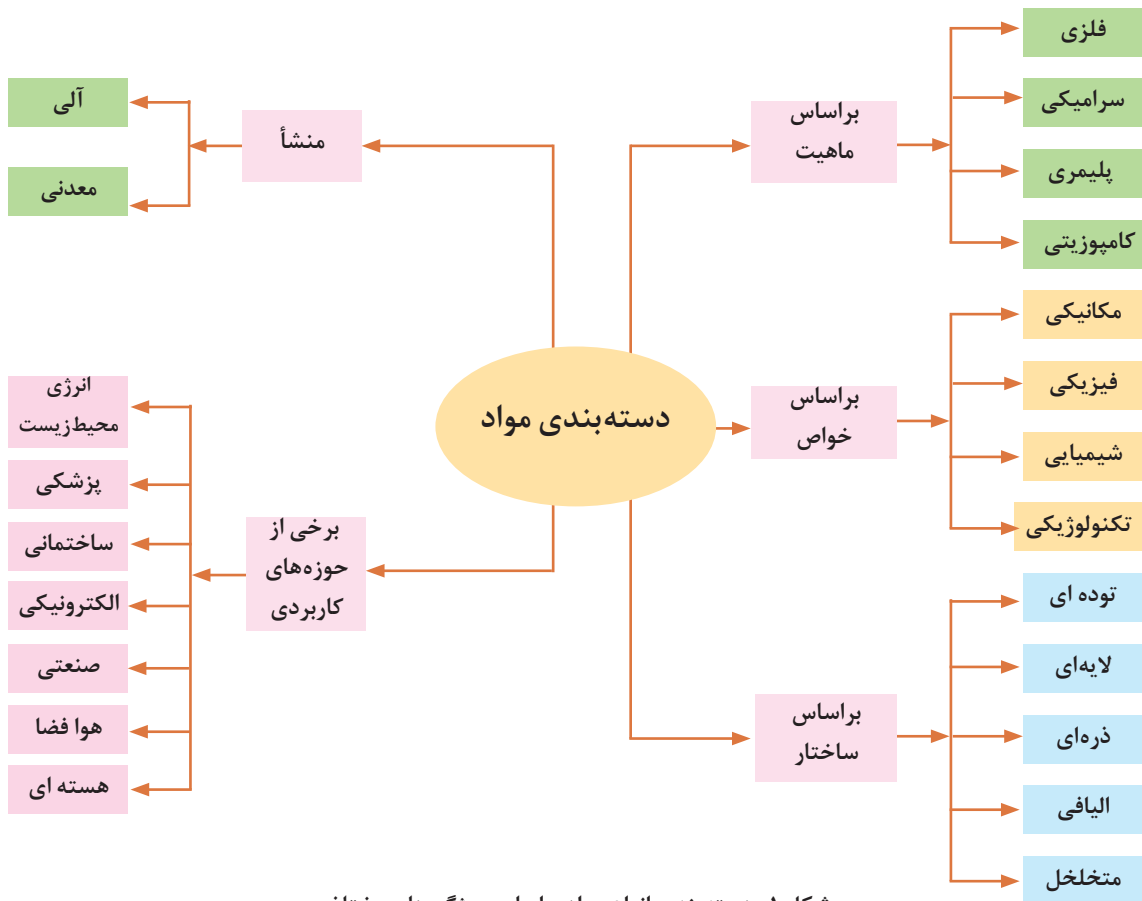 دسته‌بندی مواد
براساس
ماهیت
فلزی
سرامیکی
پلیمری
کامپوزیتی
براساس
خواص
مکانیکی
فیزیکی
شیمیایی
تکنولوژیکی
براساس
ساختار
توده ای
لایه‌ای
ذره‌ای
الیافی
متخلخل
منشأ
آلی
معدنی
برخی از
حوزه‌های
کاربردی
انرژی
محیط‌زیست
پزشکی
ساختمانی
الکترونیکی
صنعتی
هوا فضا
هسته ای